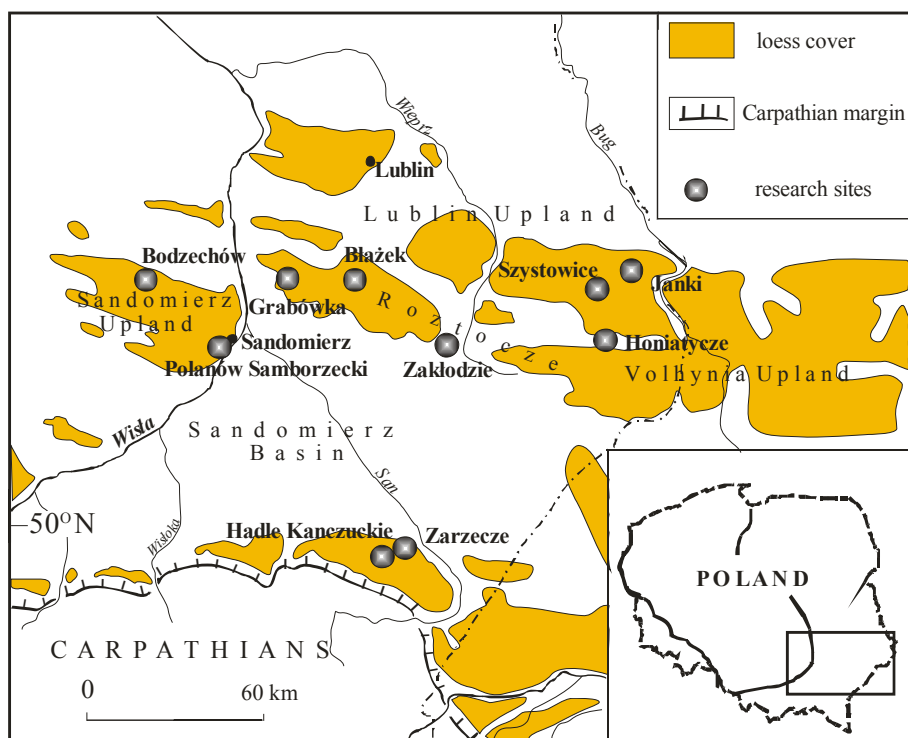 loess cover
Carpathian margin
research sites
Wieprz
Bug
Lublin
Lublin Upland
Bodzechów
Błażek
Szystowice
Janki
Sandomierz
Upland
Grabówka
Roztocze
Sandomierz
Polanów Samborzecki
Zakłodzie
Honiatycze
Volhynia Upland
Wisła
Sandomierz
Basin
San
50°N
Wisłoka
Hadle Kanczuckie
Zarzecze
POLAND
CARPATHIANS
0
60 km